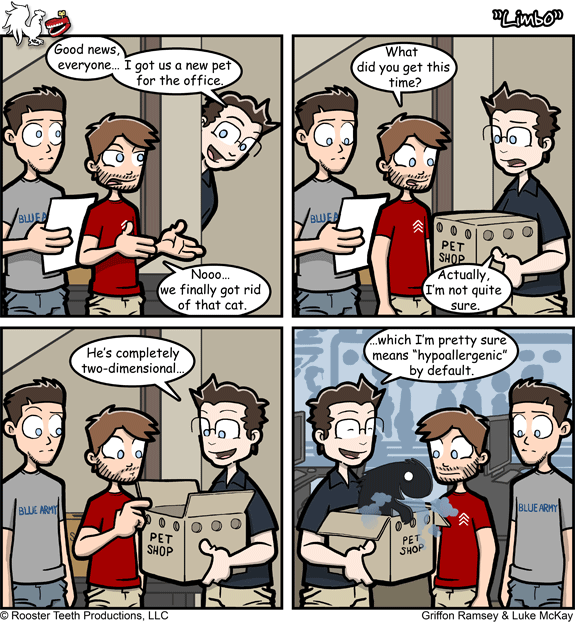 "Limbo"
Good news,
everyone...
I got us a new pet
for the office.
BLUE A
Nooo...
we finally got rid
of that cat.
What
did you get this
time?
BLUE A
PET
SHOP
Actually,
I'm not quite
sure.
He's completely
two-dimensional...
BLUE ARMY
PET
SHOP
...which I'm pretty sure
means "hypoallergenic"
by default.
BLUE ARMY
PET
SHOP
© Rooster Teeth Productions, LLC
Griffon Ramsey & Luke McKay